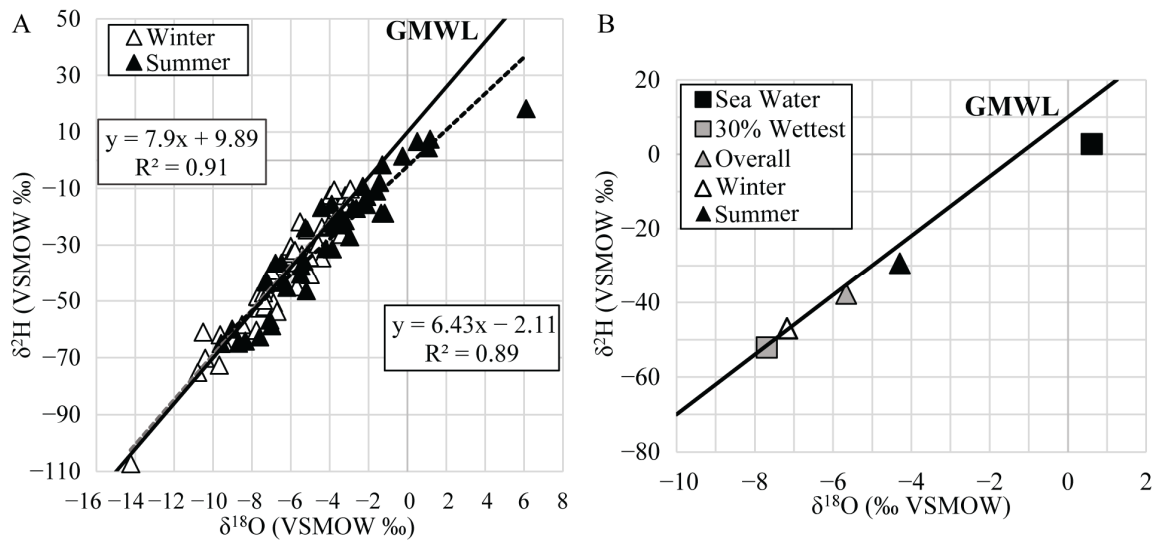 A
GMWL
Winter
Summer
y = 7.9x + 9.89
R² = 0.91
y = 6.43x − 2.11
R² = 0.89
50
30
10
−10
−30
−50
−70
−90
−110
δ²H (VSMOW ‰)
−16 −14 −12 −10 −8 −6 −4 −2 0 2 4 6 8
δ¹⁸O (VSMOW ‰)
B
GMWL
Sea Water
30% Wettest
Overall
Winter
Summer
20
0
−20
−40
−60
−80
δ²H (VSMOW ‰)
−10 −8 −6 −4 −2 0 2
δ¹⁸O (‰ VSMOW)